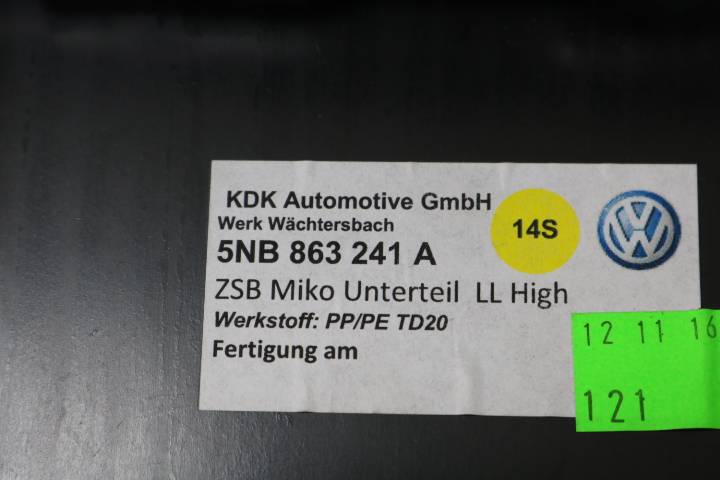 KDK Automotive GmbH
Werk Wächtersbach
14S
5NB 863 241 A
ZSB Miko Unterteil LL High
Werkstoff: PP/PE TD20
Fertigung am
12 11 16
121